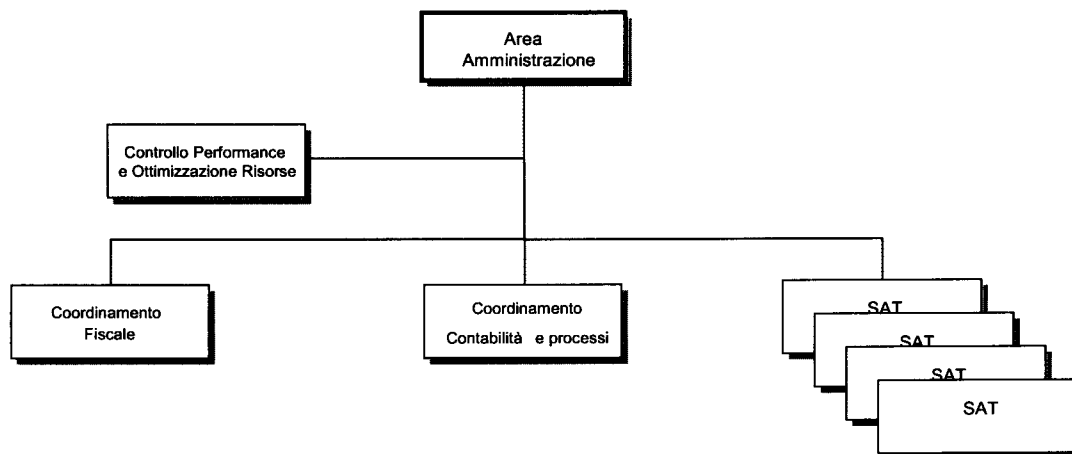 Area
Amministrazione
Controllo Performance
e Ottimizzazione Risorse
Coordinamento
Fiscale
Coordinamento
Contabilità e processi
SAT
SAT
SAT
SAT